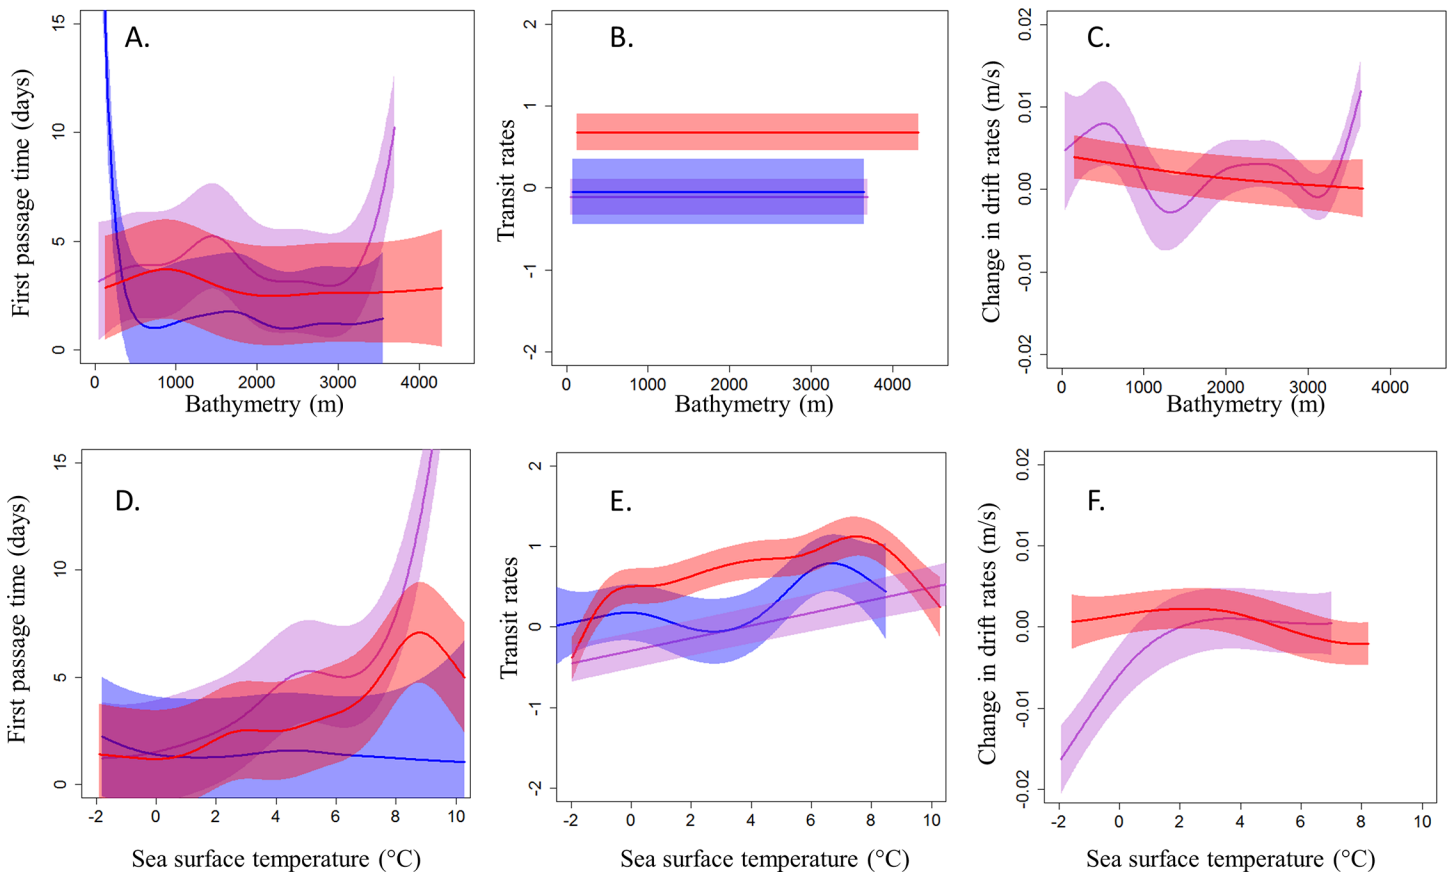 A.
First passage time (days)
15
10
5
0
0 1000 2000 3000 4000
Bathymetry (m)
B.
Transit rates
2
1
0
-1
-2
0 1000 2000 3000 4000
Bathymetry (m)
C.
Change in drift rates (m/s)
0.02
0.01
0.00
-0.01
-0.02
0 1000 2000 3000 4000
Bathymetry (m)
D.
First passage time (days)
15
10
5
0
-2 0 2 4 6 8 10
Sea surface temperature (°C)
E.
Transit rates
2
1
0
-1
-2
-2 0 2 4 6 8 10
Sea surface temperature (°C)
F.
Change in drift rates (m/s)
0.02
0.01
0.00
-0.01
-0.02
-2 0 2 4 6 8 10
Sea surface temperature (°C)